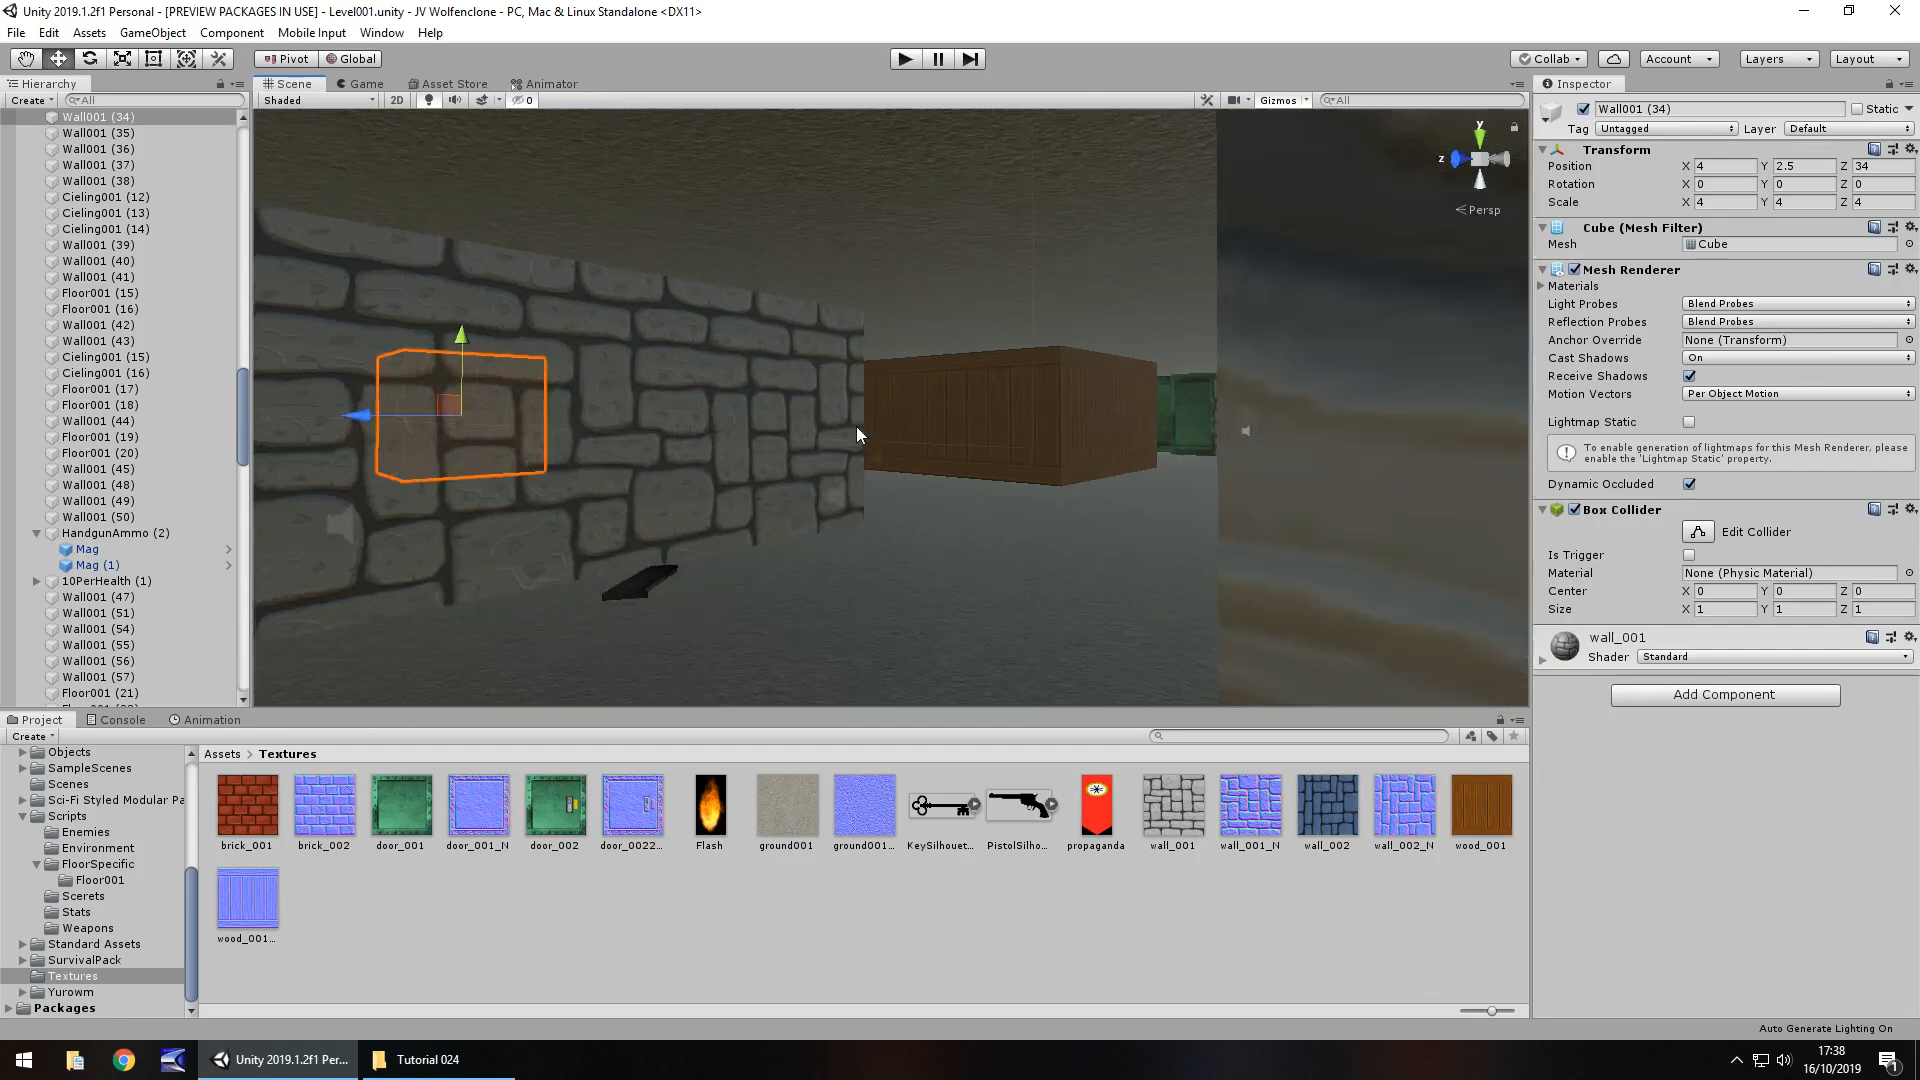 Unity 2019.1.2f1 Personal - [PREVIEW PACKAGES IN USE] - Level001.unity - JV Wolfenclone - PC, Mac & Linux Standalone <DX11>
File Edit Assets GameObject Component Mobile Input Window Help
Pivot Global Collab Account Layers Layout
Hierarchy Scene Game Asset Store Animator Inspector
Create All Shaded 2D 0 Gizmos All
Wall001 (34)
Wall001 (35)
Wall001 (36)
Wall001 (37)
Wall001 (38)
Cieling001 (12)
Cieling001 (13)
Cieling001 (14)
Wall001 (39)
Wall001 (40)
Wall001 (41)
Floor001 (15)
Floor001 (16)
Wall001 (42)
Wall001 (43)
Cieling001 (15)
Cieling001 (16)
Floor001 (17)
Floor001 (18)
Wall001 (44)
Floor001 (19)
Floor001 (20)
Wall001 (45)
Wall001 (48)
Wall001 (49)
Wall001 (50)
HandgunAmmo (2)
Mag
Mag (1)
10PerHealth (1)
Wall001 (47)
Wall001 (51)
Wall001 (54)
Wall001 (55)
Wall001 (56)
Wall001 (57)
Floor001 (21)
y
z
Persp
Wall001 (34) Static
Tag Untagged Layer Default
Transform
Position X 4 Y 2.5 Z 34
Rotation X 0 Y 0 Z 0
Scale X 4 Y 4 Z 4
Cube (Mesh Filter)
Mesh Cube
Mesh Renderer
Materials
Light Probes Blend Probes
Reflection Probes Blend Probes
Anchor Override None (Transform)
Cast Shadows On
Receive Shadows
Motion Vectors Per Object Motion
Lightmap Static
To enable generation of lightmaps for this Mesh Renderer, please
enable the 'Lightmap Static' property.
Dynamic Occluded
Box Collider
Edit Collider
Is Trigger
Material None (Physic Material)
Center X 0 Y 0 Z 0
Size X 1 Y 1 Z 1
wall_001
Shader Standard
Add Component
Project Console Animation
Create
Objects
SampleScenes
Scenes
Sci-Fi Styled Modular Pa
Scripts
Enemies
Environment
FloorSpecific
Floor001
Scerets
Stats
Weapons
Standard Assets
SurvivalPack
Textures
Yurowm
Packages
Assets > Textures
brick_001 brick_002 door_001 door_001_N door_002 door_0022... Flash ground001 ground001... KeySilhouet... PistolSilho... propaganda wall_001 wall_001_N wall_002 wall_002_N wood_001
wood_001...
Auto Generate Lighting On
Unity 2019.1.2f1 Per... Tutorial 024
17:38
16/10/2019
1